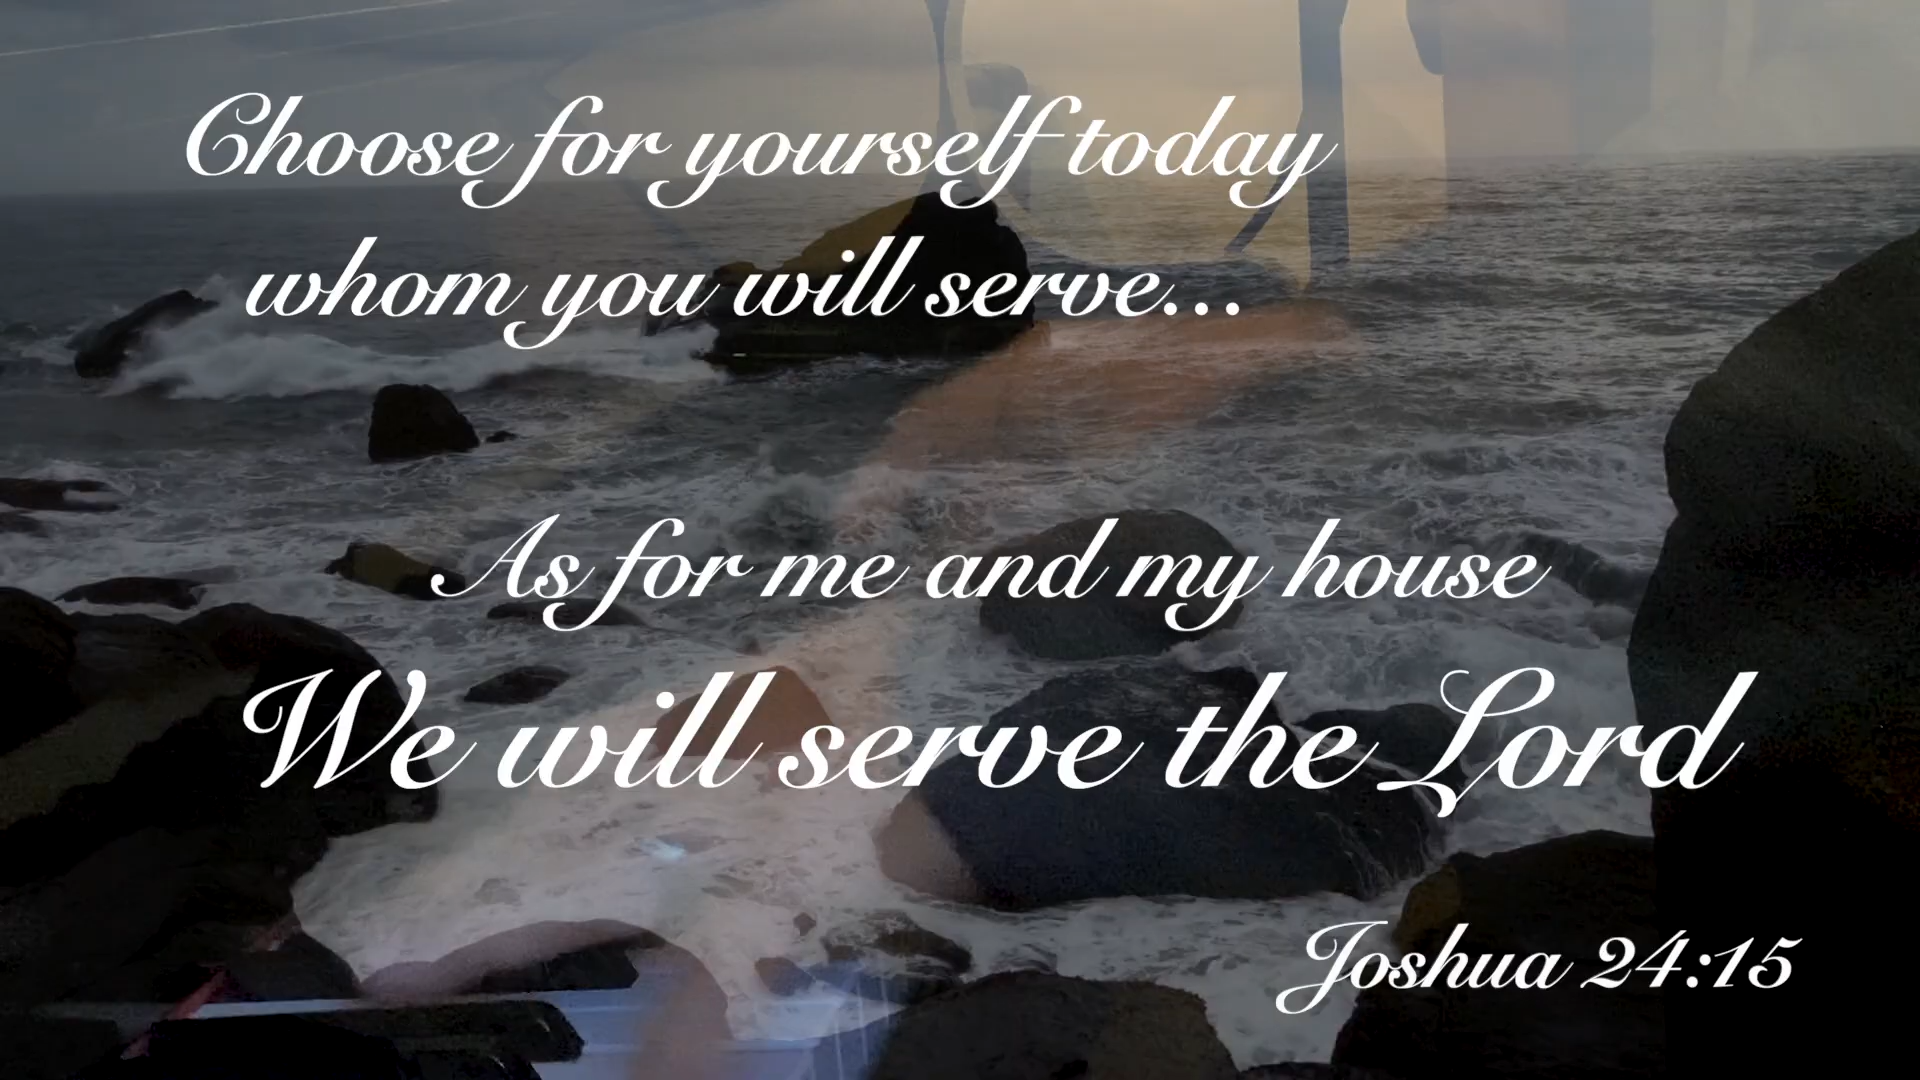 Choose for yourself today
whom you will serve...
As for me and my house
We will serve the Lord
Joshua 24:15